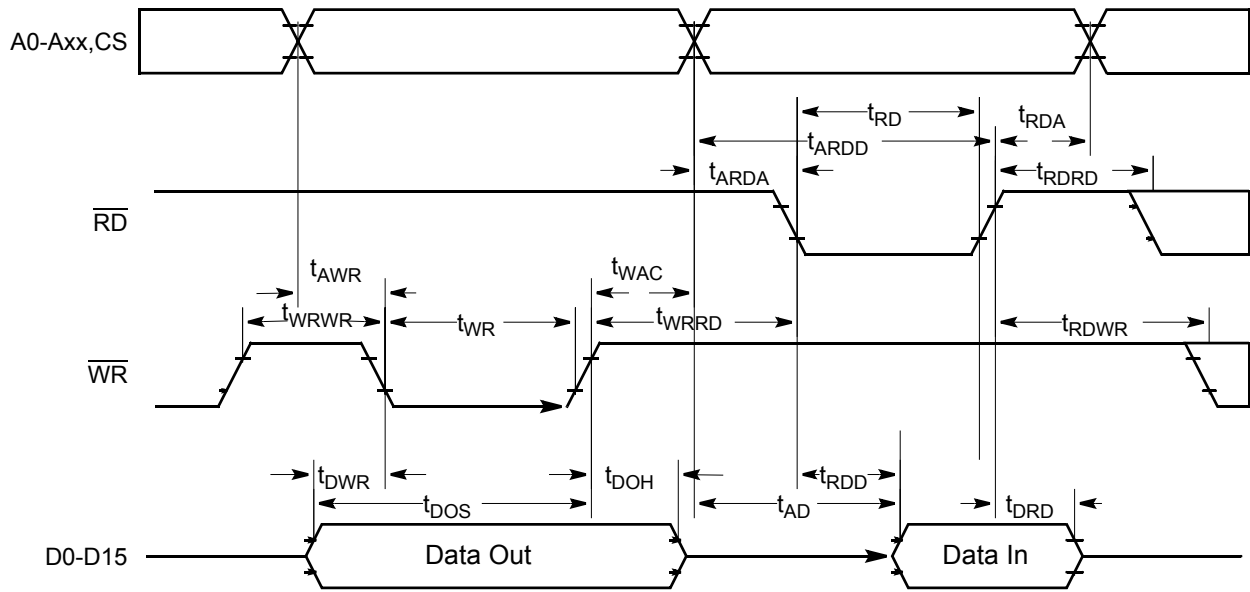 A0-Axx,CS
tRD
tRDA
tARDD
tARDA
tRDRD
RD
tAWR
tWAC
tWRWR
tWR
tWRRD
tRDWR
WR
tDWR
tDOH
tRDD
tDOS
tAD
tDRD
D0-D15
Data Out
Data In